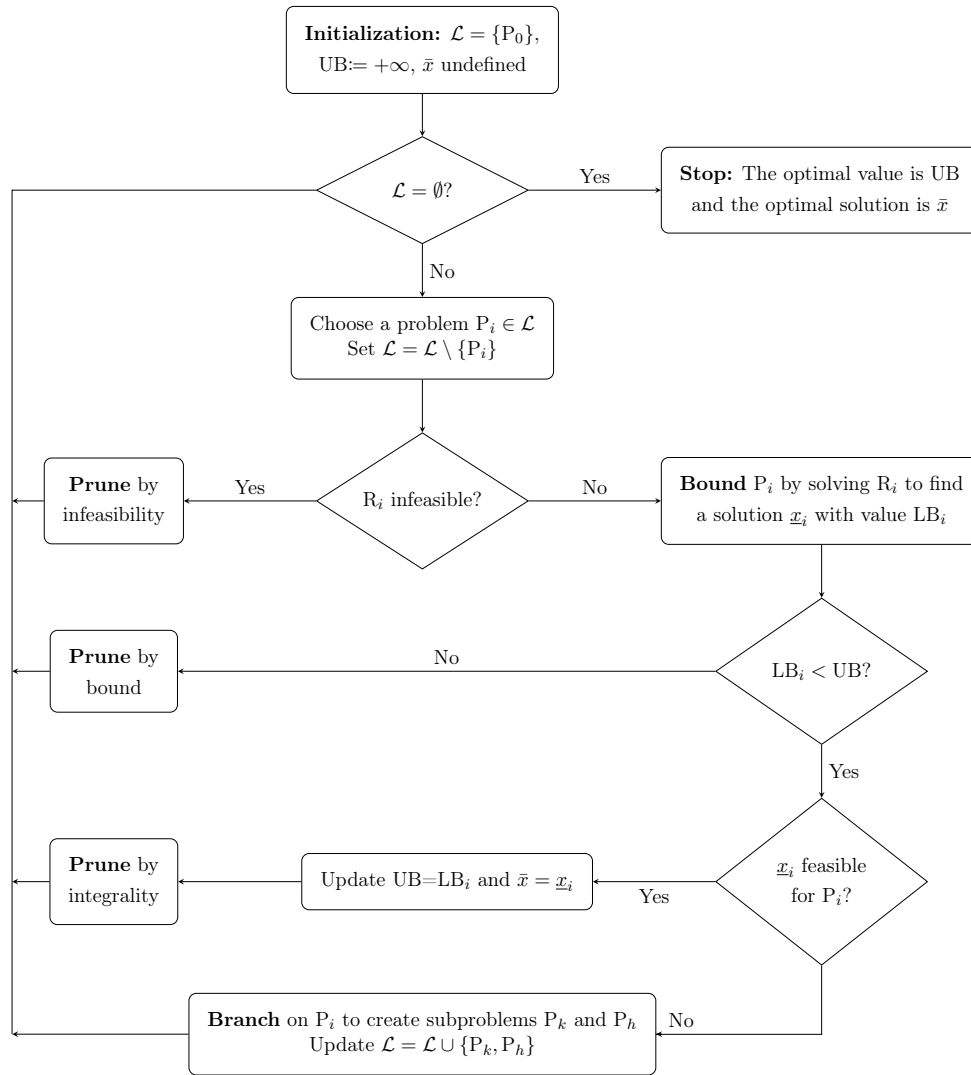 Initialization: ℒ = {P₀},
UB:= +∞, x̄ undefined
ℒ = ∅?
Yes
Stop: The optimal value is UB
and the optimal solution is x̄
No
Choose a problem Pᵢ ∈ ℒ
Set ℒ = ℒ \ {Pᵢ}
Rᵢ infeasible?
Yes
Prune by
infeasibility
No
Bound Pᵢ by solving Rᵢ to find
a solution x̲ᵢ with value LBᵢ
LBᵢ < UB?
No
Prune by
bound
Yes
x̲ᵢ feasible
for Pᵢ?
Yes
Update UB=LBᵢ and x̄ = x̲ᵢ
Prune by
integrality
No
Branch on Pᵢ to create subproblems Pₖ and Pₕ
Update ℒ = ℒ ∪ {Pₖ, Pₕ}